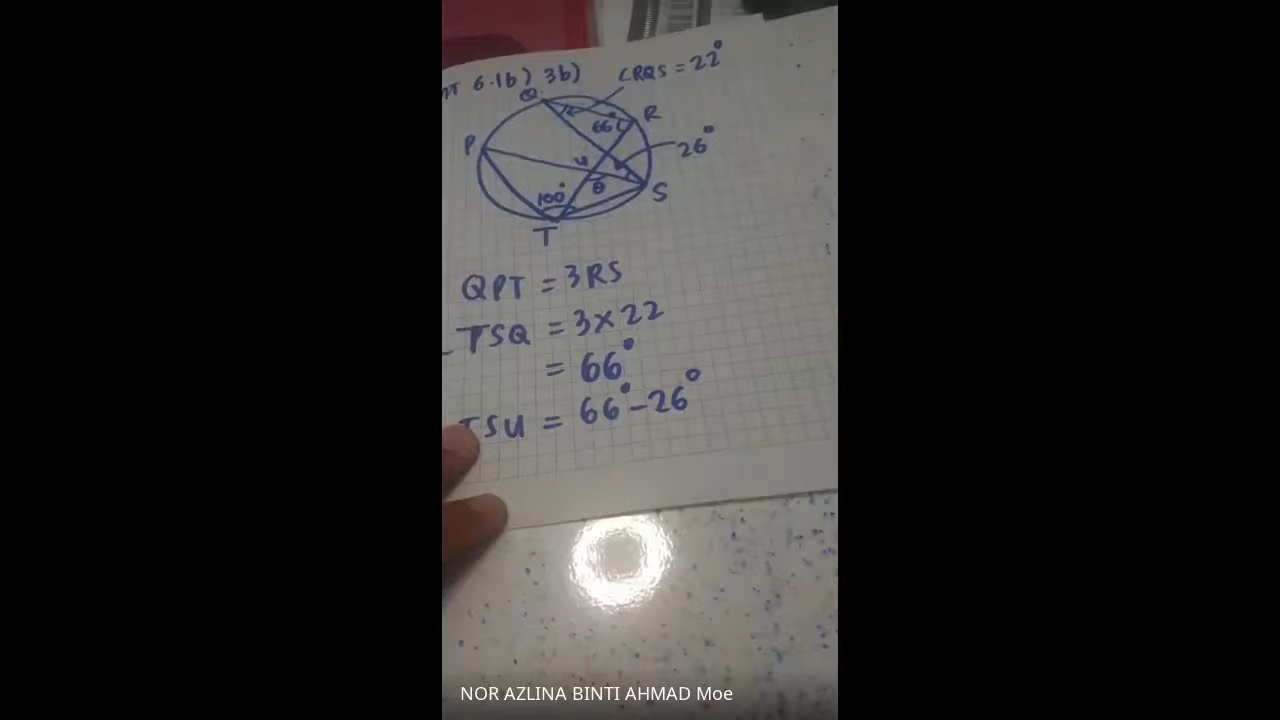 6.1b) 3b) ∠RQS = 22°
Q
R
66°
P
26°
U
θ
100°
S
T
QPT = 3RS
TSQ = 3×22
= 66°
TSU = 66°-26°
NOR AZLINA BINTI AHMAD Moe